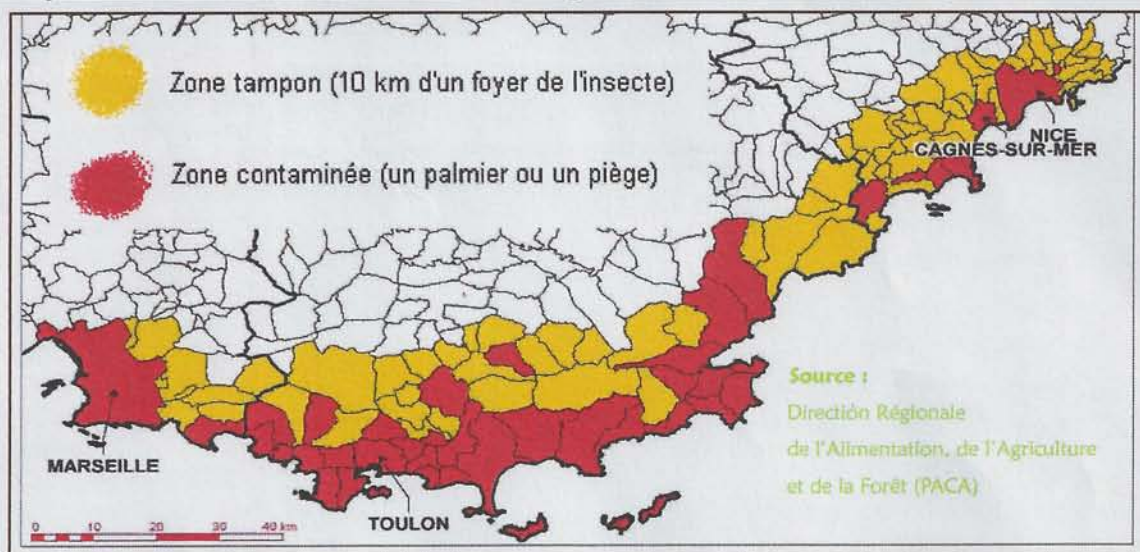 Zone tampon (10 km d'un foyer de l'insecte)
Zone contaminée (un palmier ou un piège)
NICE
CAGNES-SUR-MER
MARSEILLE
TOULON
0 10 20 30 40 km
Source :
Direction Régionale
de l'Alimentation, de l'Agriculture
et de la Forêt (PACA)